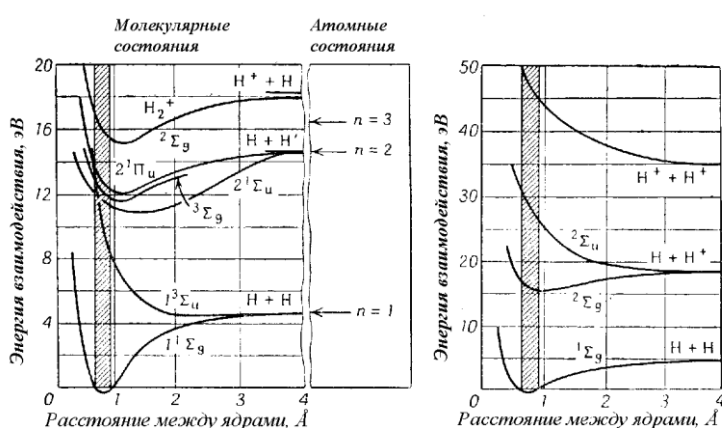 Молекулярные состояния
Атомные состояния
Энергия взаимодействия, эВ
20
16
12
8
4
0
H⁺ + H
H₂⁺
²Σg
n = 3
H + H′
n = 2
2¹Πu
2¹Σu
³Σg
1³Σu
H + H
n = 1
1¹Σg
0
1
2
3
4
Расстояние между ядрами, Å
Энергия взаимодействия, эВ
50
40
30
20
10
0
H⁺ + H⁺
²Σu
H + H⁺
²Σg
¹Σg
H + H
0
1
2
3
4
Расстояние между ядрами, Å